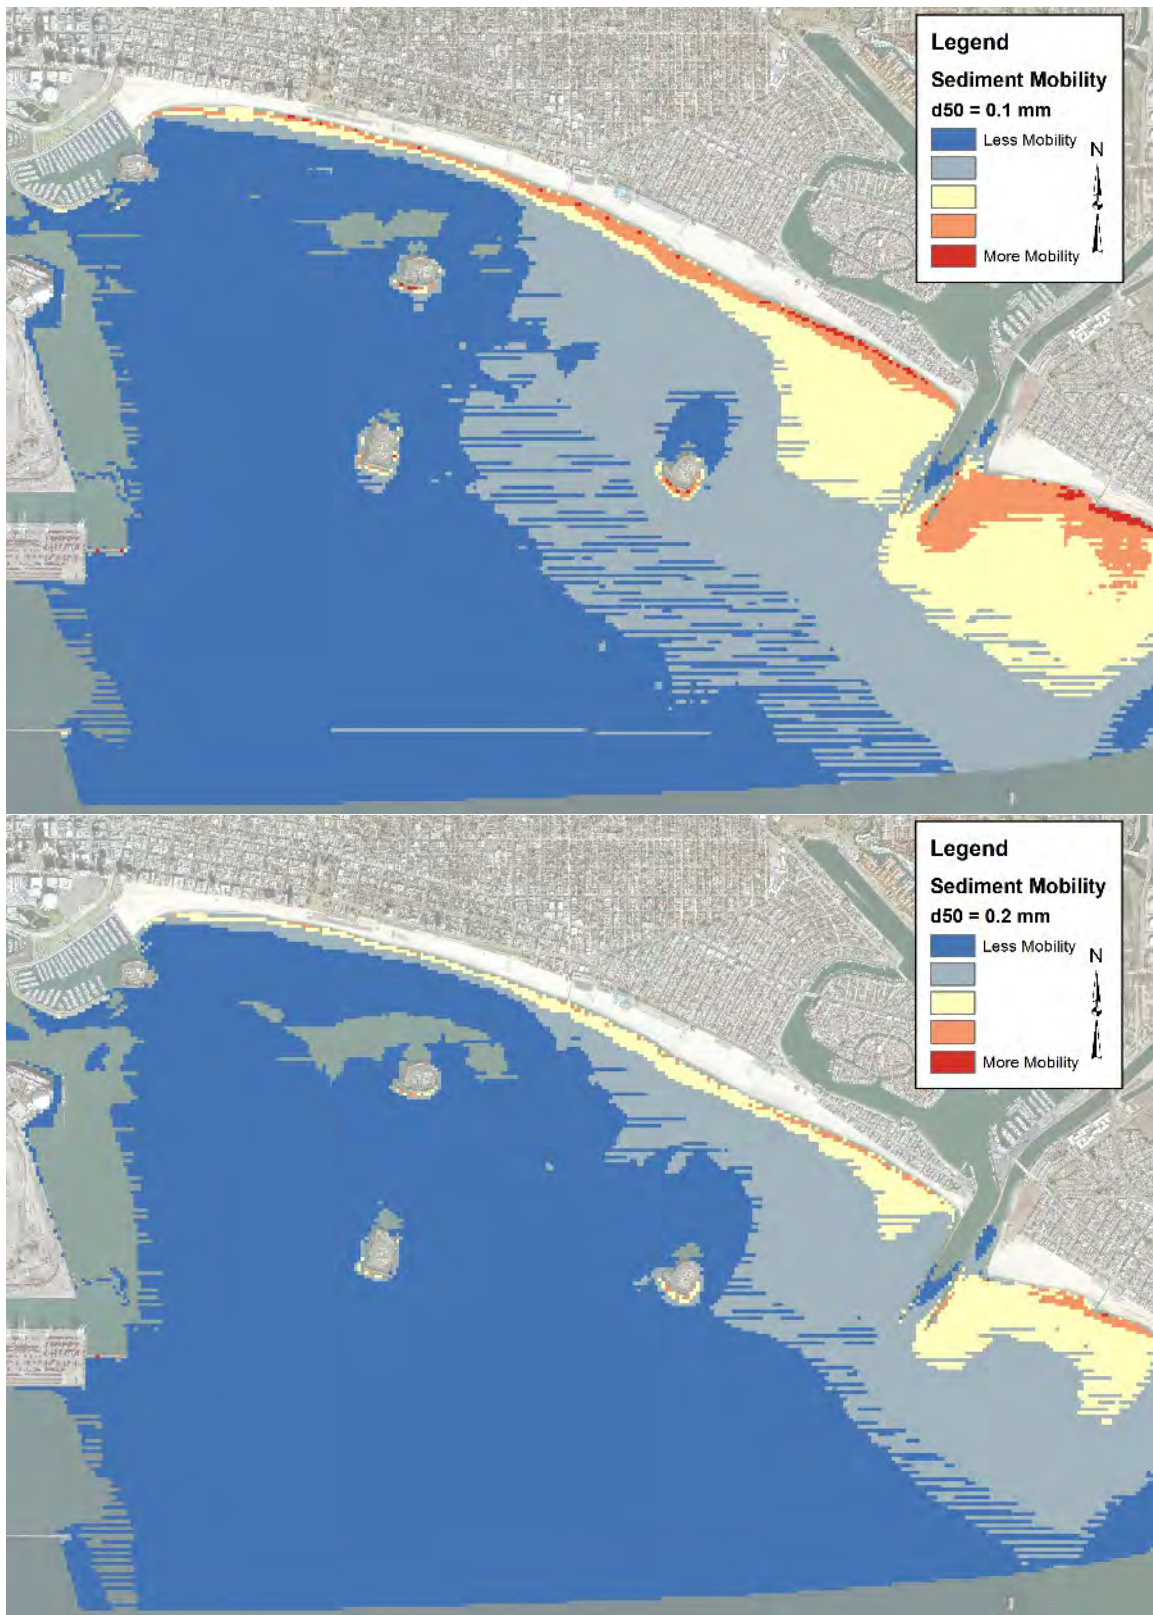 Legend
Sediment Mobility
d50 = 0.1 mm
Less Mobility
N
More Mobility
Legend
Sediment Mobility
d50 = 0.2 mm
Less Mobility
N
More Mobility